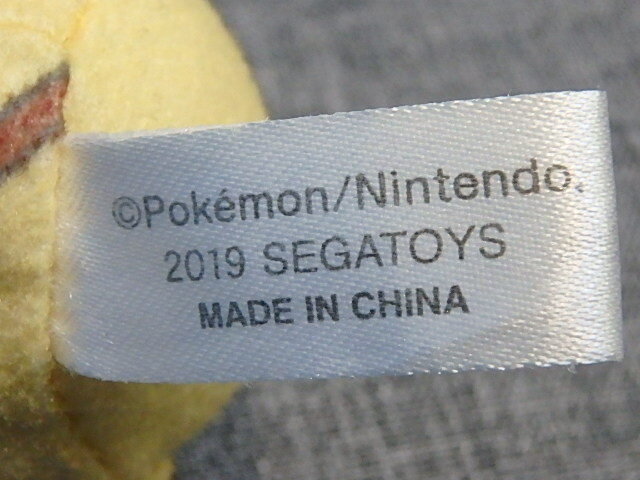 ©Pokémon/Nintendo.
2019 SEGATOYS
MADE IN CHINA